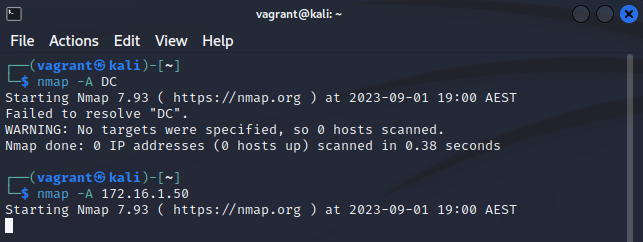 vagrant@kali: ~
File Actions Edit View Help
┌──(vagrant㉿kali)-[~]
└─$ nmap -A DC
Starting Nmap 7.93 ( https://nmap.org ) at 2023-09-01 19:00 AEST
Failed to resolve "DC".
WARNING: No targets were specified, so 0 hosts scanned.
Nmap done: 0 IP addresses (0 hosts up) scanned in 0.38 seconds
┌──(vagrant㉿kali)-[~]
└─$ nmap -A 172.16.1.50
Starting Nmap 7.93 ( https://nmap.org ) at 2023-09-01 19:00 AEST